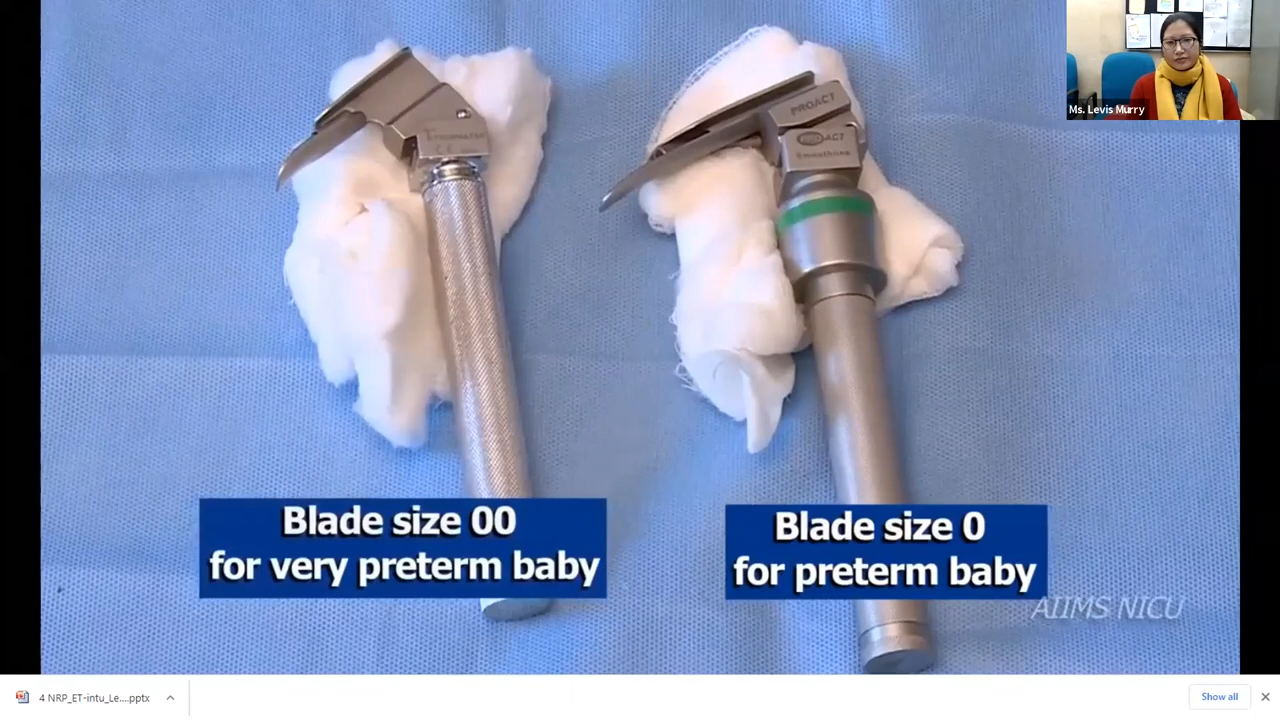 Ms. Levis Murry
PROACT
Blade size 00
for very preterm baby
Blade size 0
for preterm baby
AIIMS NICU
4 NRP_ET-intu_Le....pptx
Show all